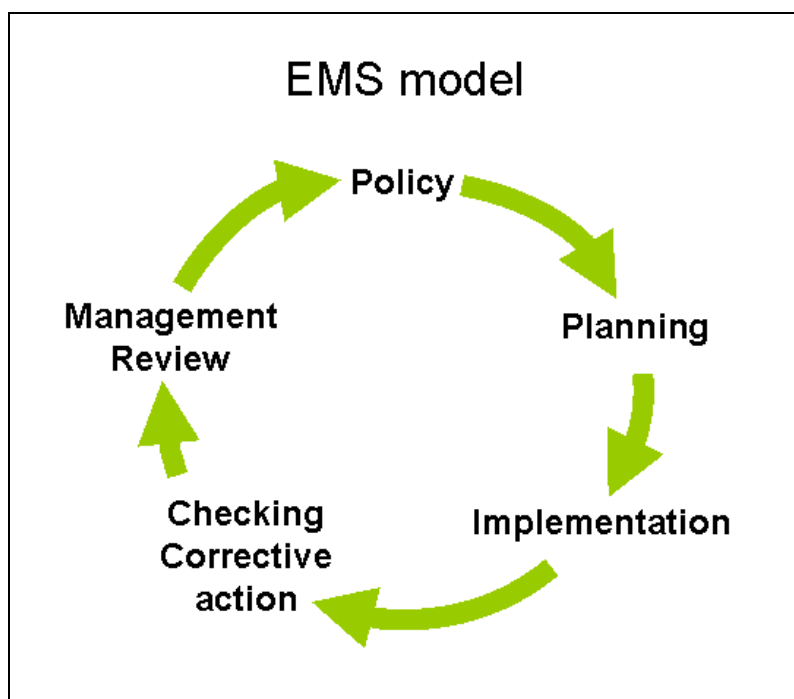 EMS model
Policy
Planning
Implementation
Checking
Corrective
action
Management
Review